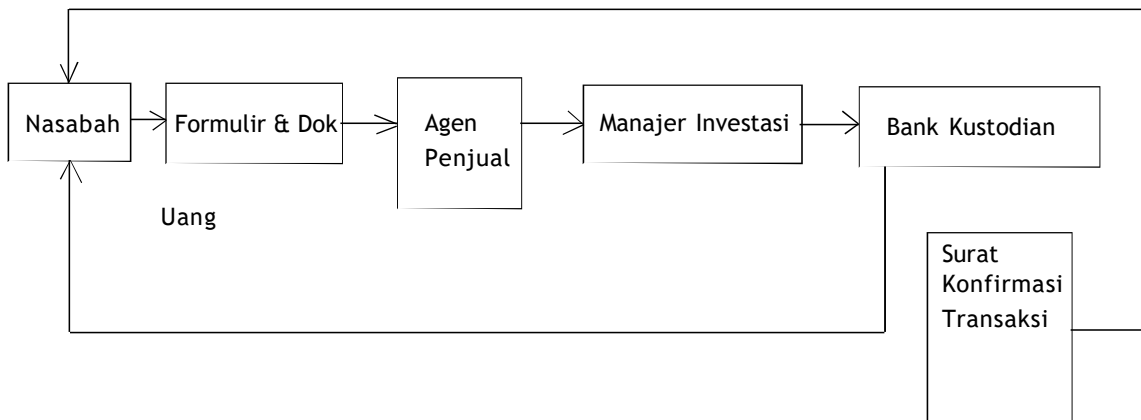 Nasabah
Formulir & Dok
Agen
Penjual
Manajer Investasi
Bank Kustodian
Uang
Surat
Konfirmasi
Transaksi